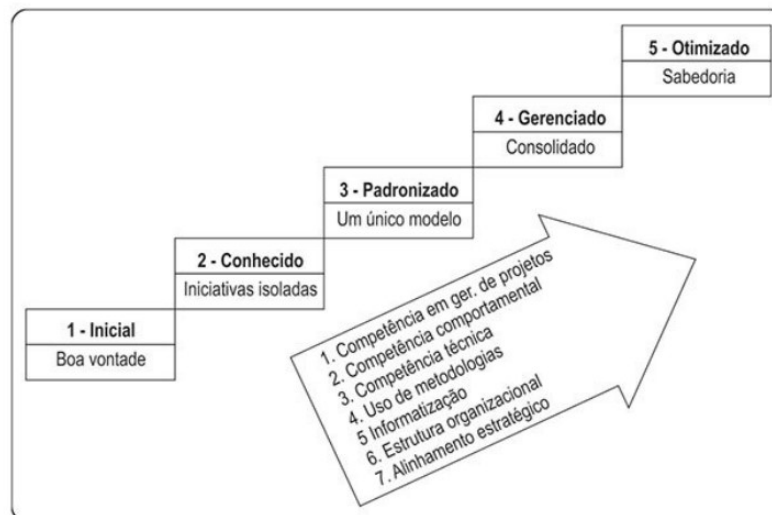 5 - Otimizado
Sabedoria
4 - Gerenciado
Consolidado
3 - Padronizado
Um único modelo
2 - Conhecido
Iniciativas isoladas
1 - Inicial
Boa vontade
1. Competência em ger. de projetos
2. Competência comportamental
3. Competência técnica
4. Uso de metodologias
5 Informatização
6. Estrutura organizacional
7. Alinhamento estratégico